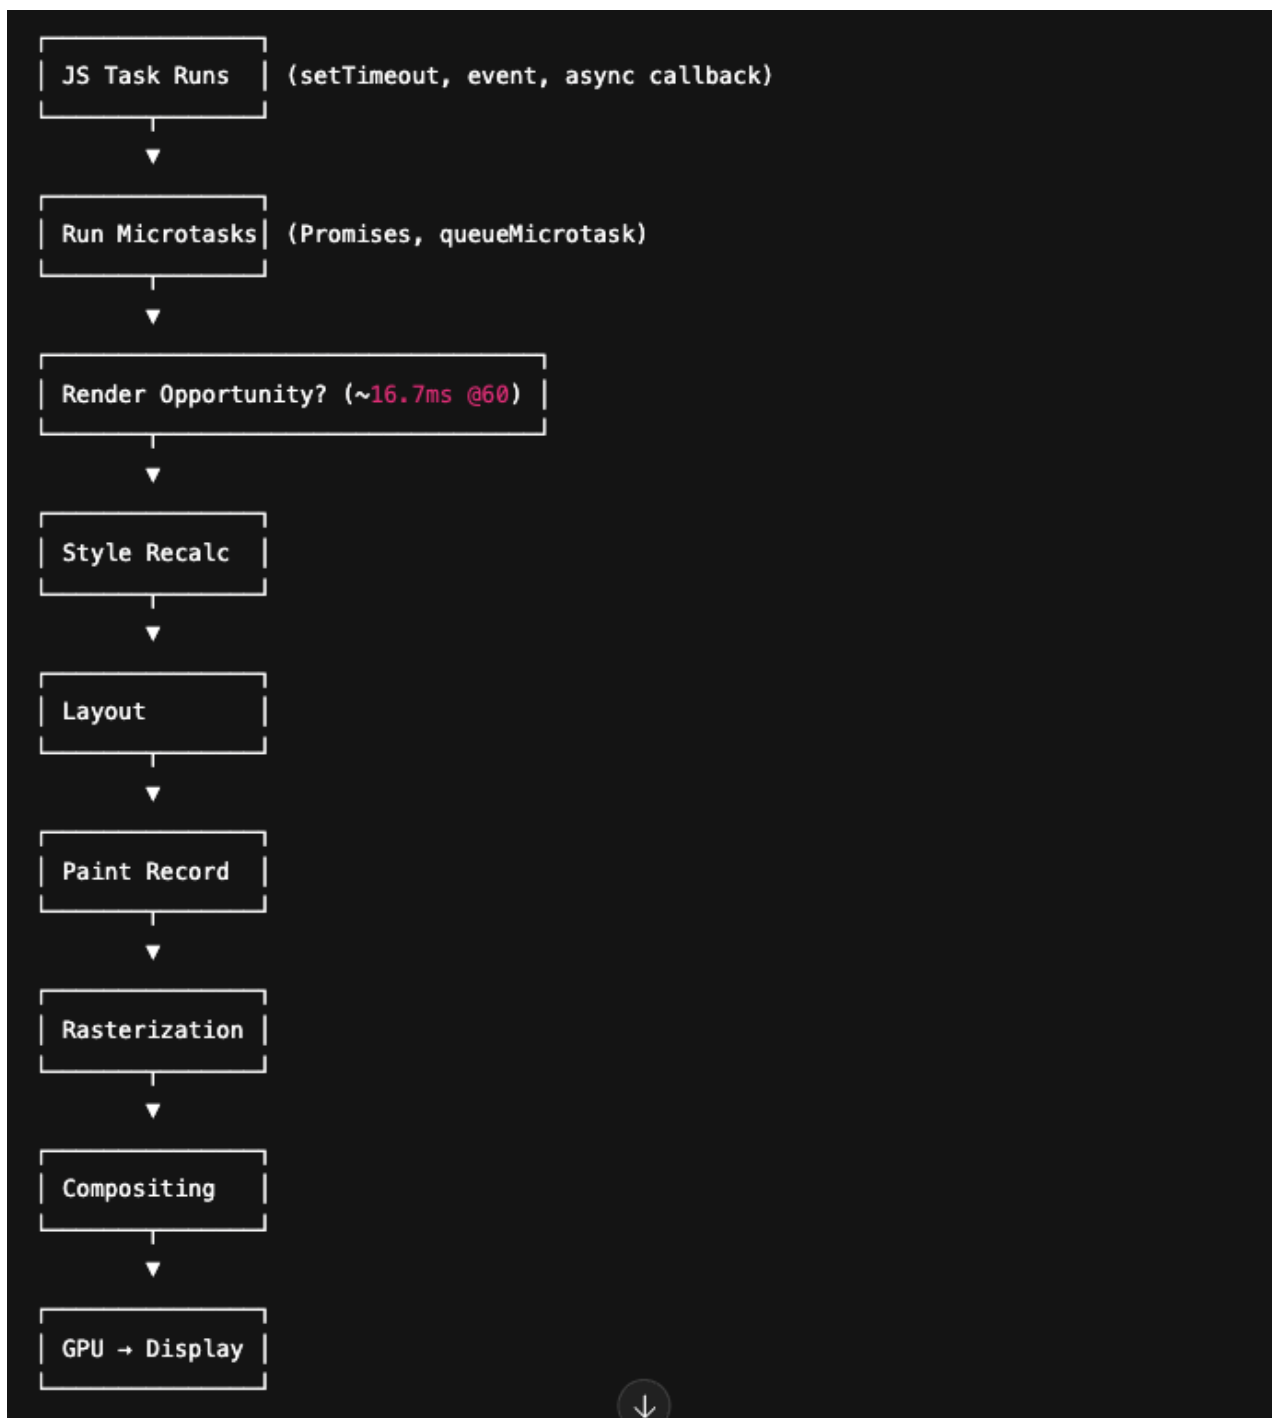 JS Task Runs (setTimeout, event, async callback)
Run Microtasks (Promises, queueMicrotask)
Render Opportunity? (~16.7ms @60)
Style Recalc
Layout
Paint Record
Rasterization
Compositing
GPU → Display